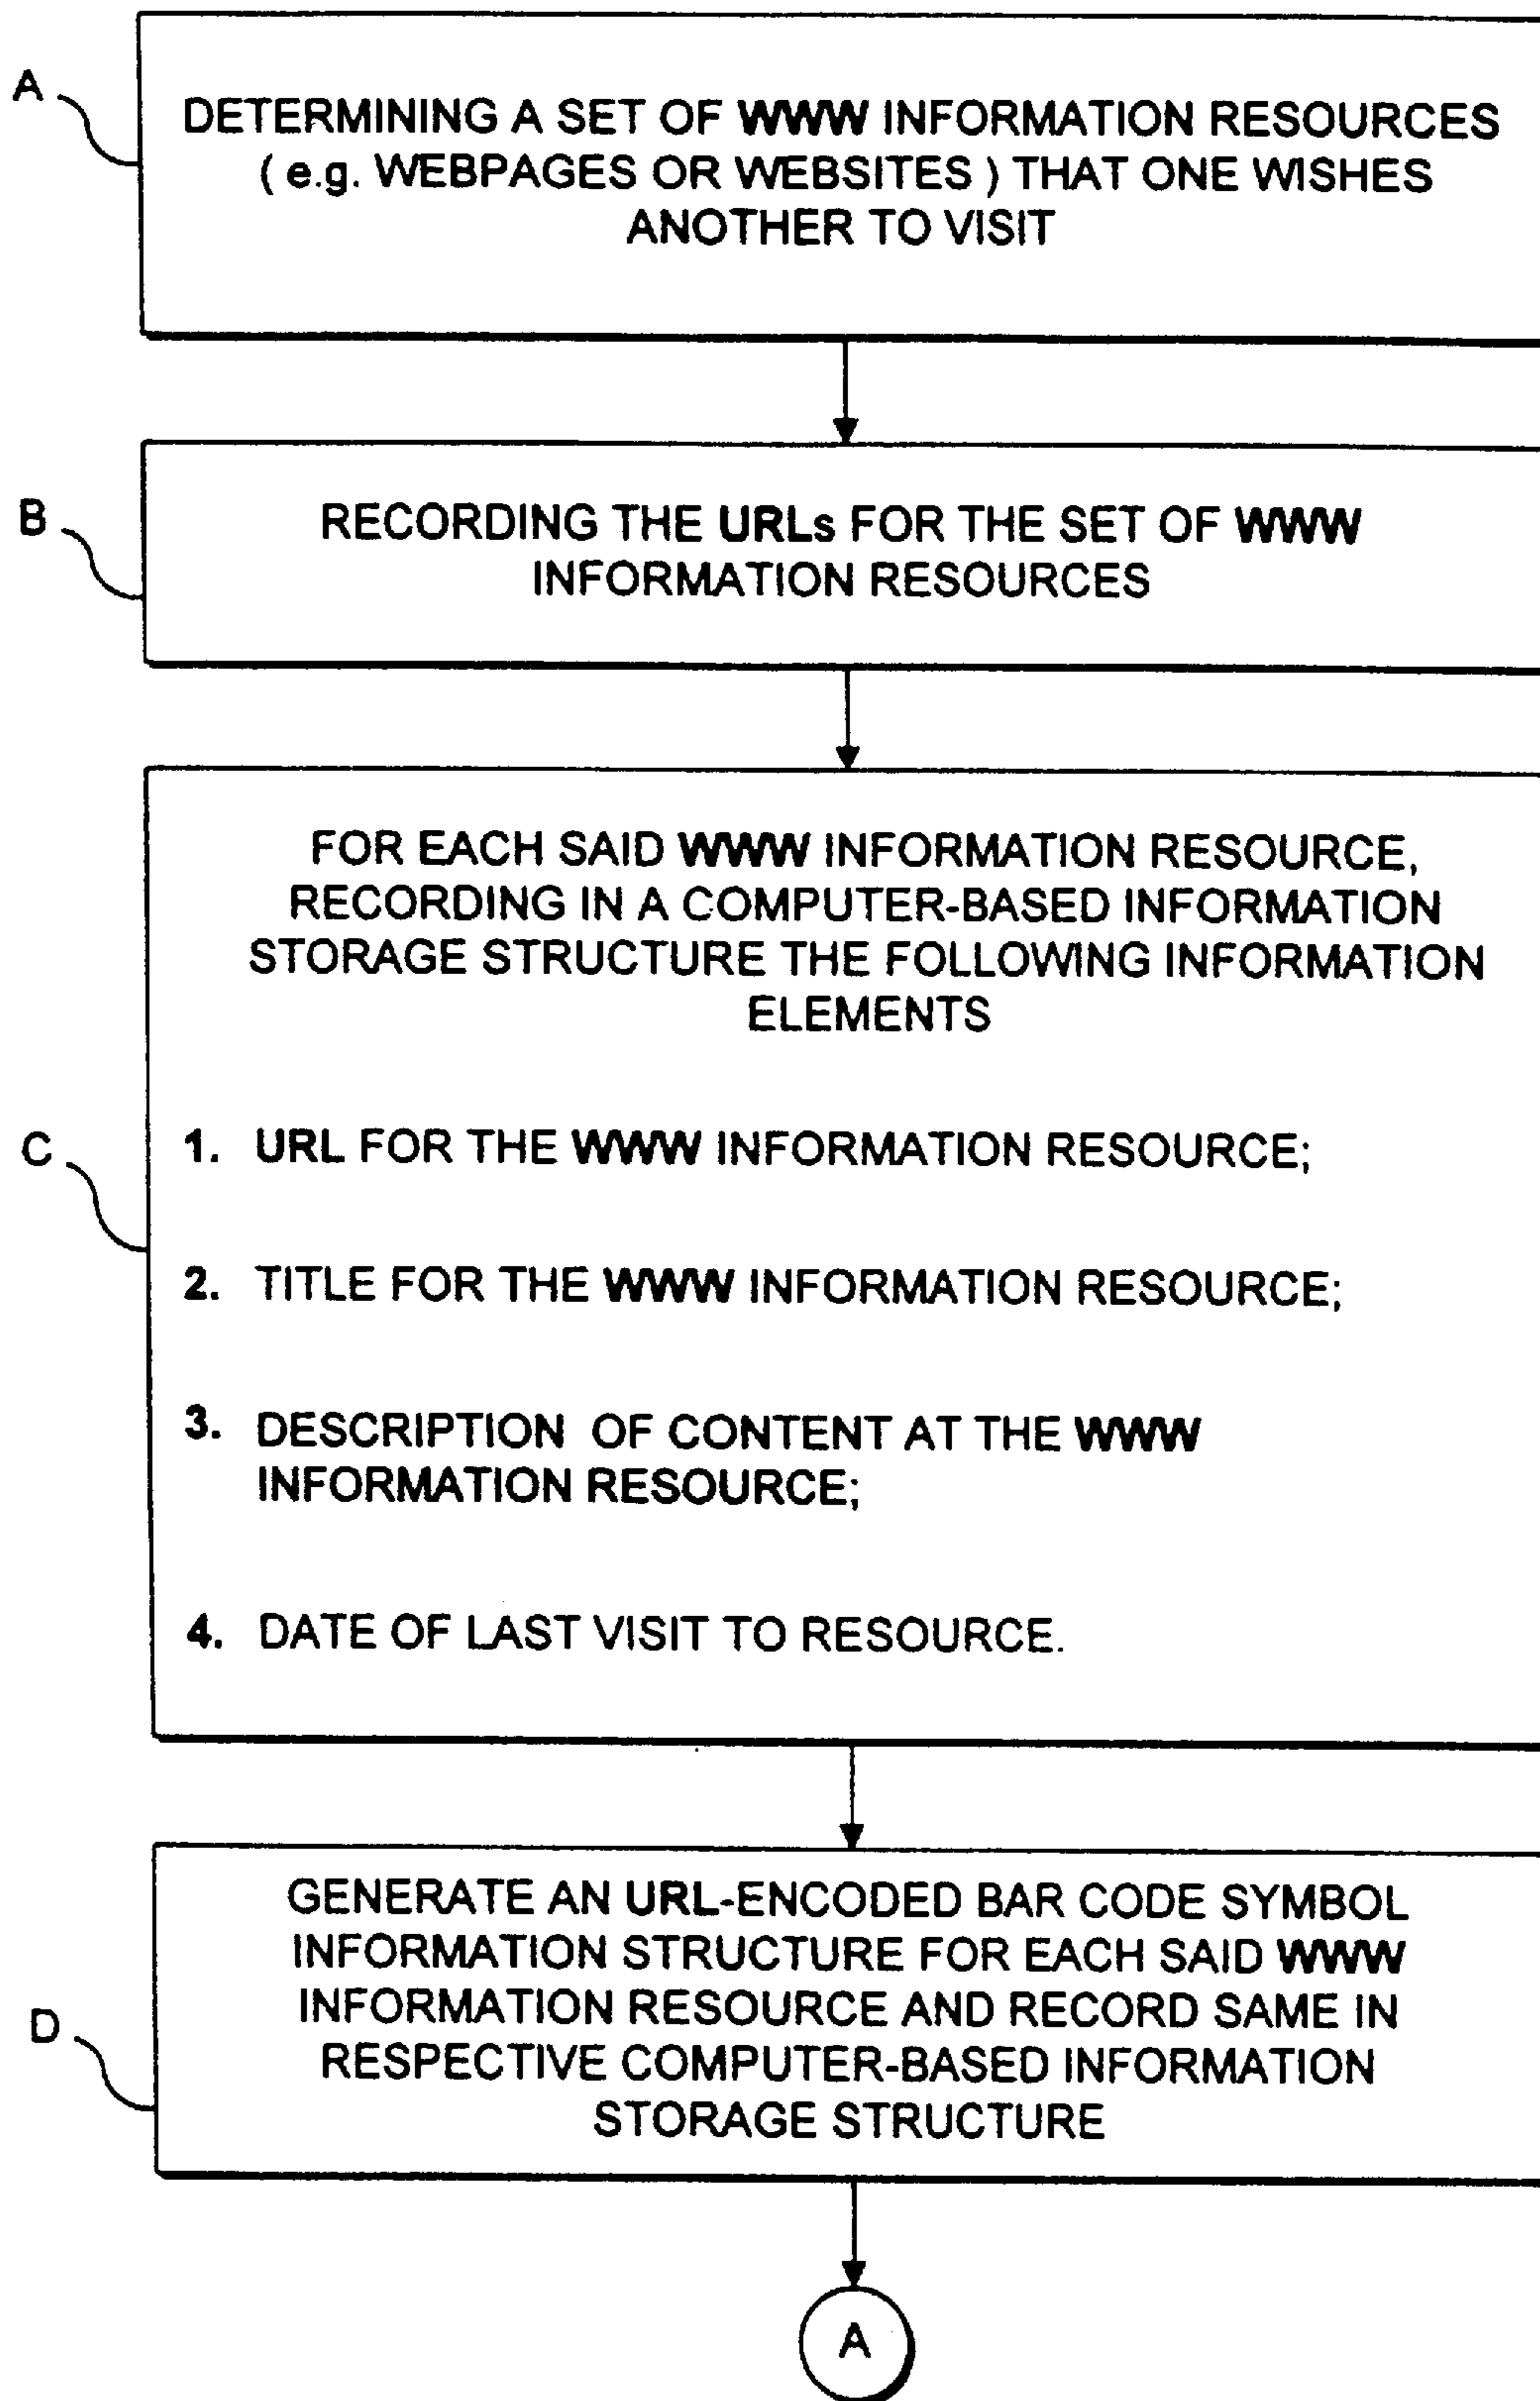 A
DETERMINING A SET OF WWW INFORMATION RESOURCES
( e.g. WEBPAGES OR WEBSITES ) THAT ONE WISHES
ANOTHER TO VISIT
B
RECORDING THE URLs FOR THE SET OF WWW
INFORMATION RESOURCES
C
FOR EACH SAID WWW INFORMATION RESOURCE,
RECORDING IN A COMPUTER-BASED INFORMATION
STORAGE STRUCTURE THE FOLLOWING INFORMATION
ELEMENTS
1. URL FOR THE WWW INFORMATION RESOURCE;
2. TITLE FOR THE WWW INFORMATION RESOURCE;
3. DESCRIPTION OF CONTENT AT THE WWW
INFORMATION RESOURCE;
4. DATE OF LAST VISIT TO RESOURCE.
D
GENERATE AN URL-ENCODED BAR CODE SYMBOL
INFORMATION STRUCTURE FOR EACH SAID WWW
INFORMATION RESOURCE AND RECORD SAME IN
RESPECTIVE COMPUTER-BASED INFORMATION
STORAGE STRUCTURE
A